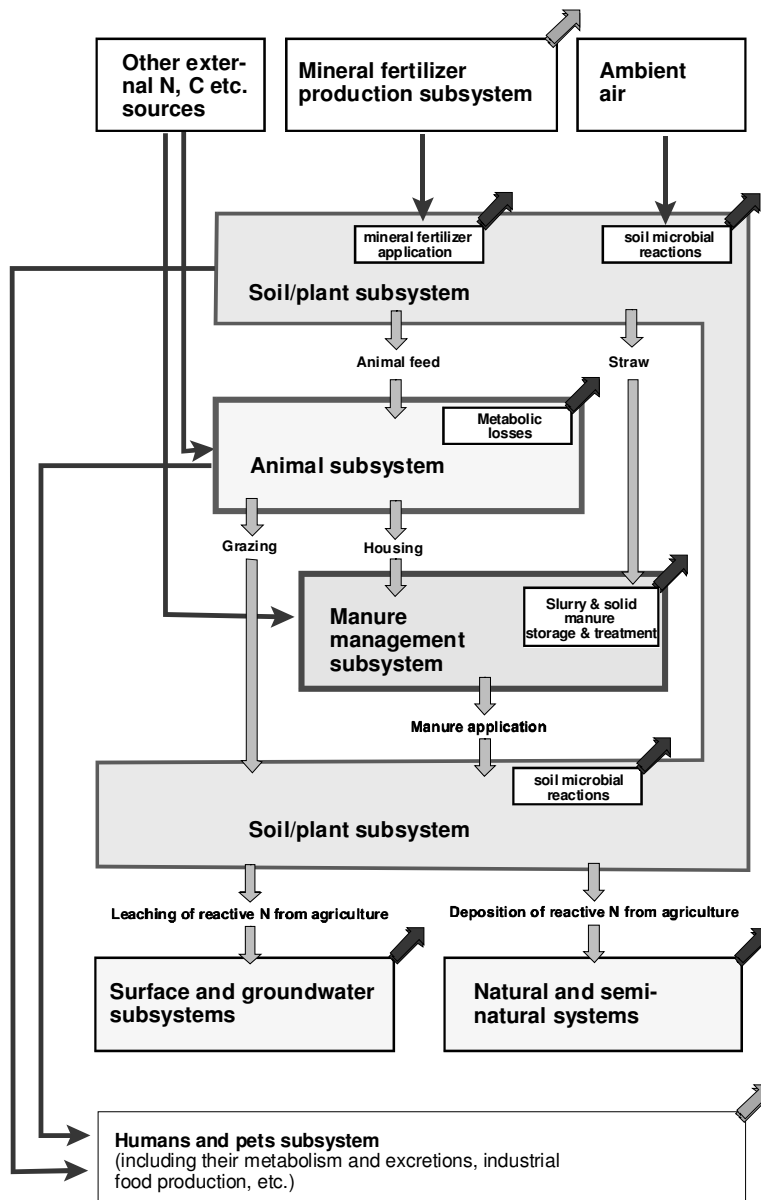 Other exter-
nal N, C etc.
sources
Mineral fertilizer
production subsystem
Ambient
air
mineral fertilizer
application
soil microbial
reactions
Soil/plant subsystem
Animal feed
Straw
Metabolic
losses
Animal subsystem
Grazing
Housing
Slurry & solid
manure
storage & treatment
Manure
management
subsystem
Manure application
soil microbial
reactions
Soil/plant subsystem
Leaching of reactive N from agriculture
Deposition of reactive N from agriculture
Surface and groundwater
subsystems
Natural and semi-
natural systems
Humans and pets subsystem
(including their metabolism and excretions, industrial
food production, etc.)